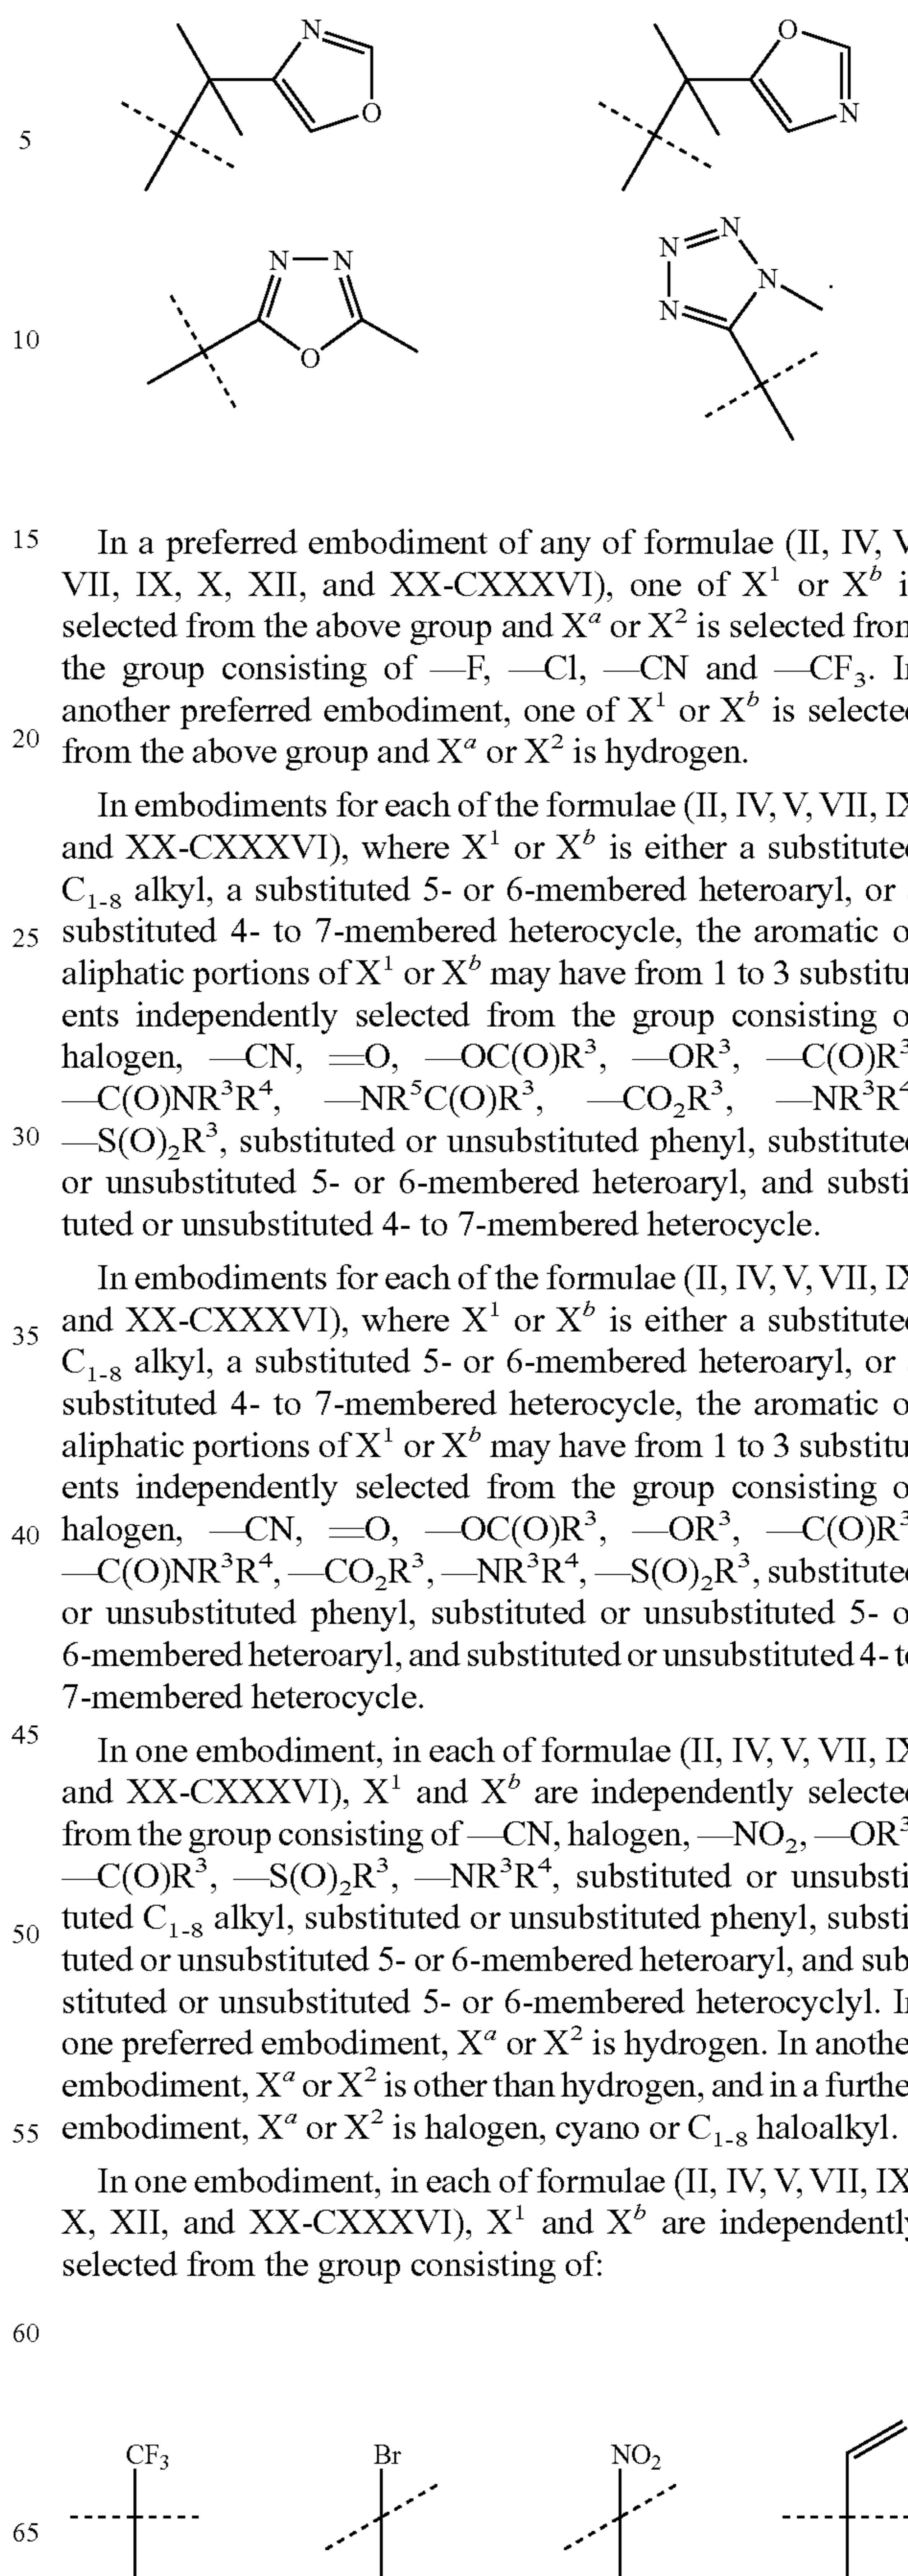 N
O
O
N
5
N
N
N
N
N
N
O
10
15
In a preferred embodiment of any of formulae (II, IV, V
VII, IX, X, XII, and XX-CXXXVI), one of X¹ or Xᵇ i
selected from the above group and Xᵃ or X² is selected from
the group consisting of —F, —Cl, —CN and —CF₃. In
another preferred embodiment, one of X¹ or Xᵇ is selected
20
from the above group and Xᵃ or X² is hydrogen.
In embodiments for each of the formulae (II, IV, V, VII, IX
and XX-CXXXVI), where X¹ or Xᵇ is either a substituted
C₁₋₈ alkyl, a substituted 5- or 6-membered heteroaryl, or
25
substituted 4- to 7-membered heterocycle, the aromatic o
aliphatic portions of X¹ or Xᵇ may have from 1 to 3 substitu
ents independently selected from the group consisting o
halogen, —CN, =O, —OC(O)R³, —OR³, —C(O)R³
—C(O)NR³R⁴, —NR⁵C(O)R³, —CO₂R³, —NR³R⁴
30
—S(O)₂R³, substituted or unsubstituted phenyl, substituted
or unsubstituted 5- or 6-membered heteroaryl, and substi
tuted or unsubstituted 4- to 7-membered heterocycle.
In embodiments for each of the formulae (II, IV, V, VII, IX
35
and XX-CXXXVI), where X¹ or Xᵇ is either a substituted
C₁₋₈ alkyl, a substituted 5- or 6-membered heteroaryl, or
substituted 4- to 7-membered heterocycle, the aromatic o
aliphatic portions of X¹ or Xᵇ may have from 1 to 3 substitu
ents independently selected from the group consisting o
40
halogen, —CN, =O, —OC(O)R³, —OR³, —C(O)R³
—C(O)NR³R⁴, —CO₂R³, —NR³R⁴, —S(O)₂R³, substituted
or unsubstituted phenyl, substituted or unsubstituted 5- o
6-membered heteroaryl, and substituted or unsubstituted 4- to
7-membered heterocycle.
45
In one embodiment, in each of formulae (II, IV, V, VII, IX
and XX-CXXXVI), X¹ and Xᵇ are independently selected
from the group consisting of —CN, halogen, —NO₂, —OR³
—C(O)R³, —S(O)₂R³, —NR³R⁴, substituted or unsubsti
50
tuted C₁₋₈ alkyl, substituted or unsubstituted phenyl, substi
tuted or unsubstituted 5- or 6-membered heteroaryl, and sub
stituted or unsubstituted 5- or 6-membered heterocyclyl. In
one preferred embodiment, Xᵃ or X² is hydrogen. In anothe
embodiment, Xᵃ or X² is other than hydrogen, and in a furthe
55
embodiment, Xᵃ or X² is halogen, cyano or C₁₋₈ haloalkyl.
In one embodiment, in each of formulae (II, IV, V, VII, IX
X, XII, and XX-CXXXVI), X¹ and Xᵇ are independently
selected from the group consisting of:
60
CF₃
Br
NO₂
65